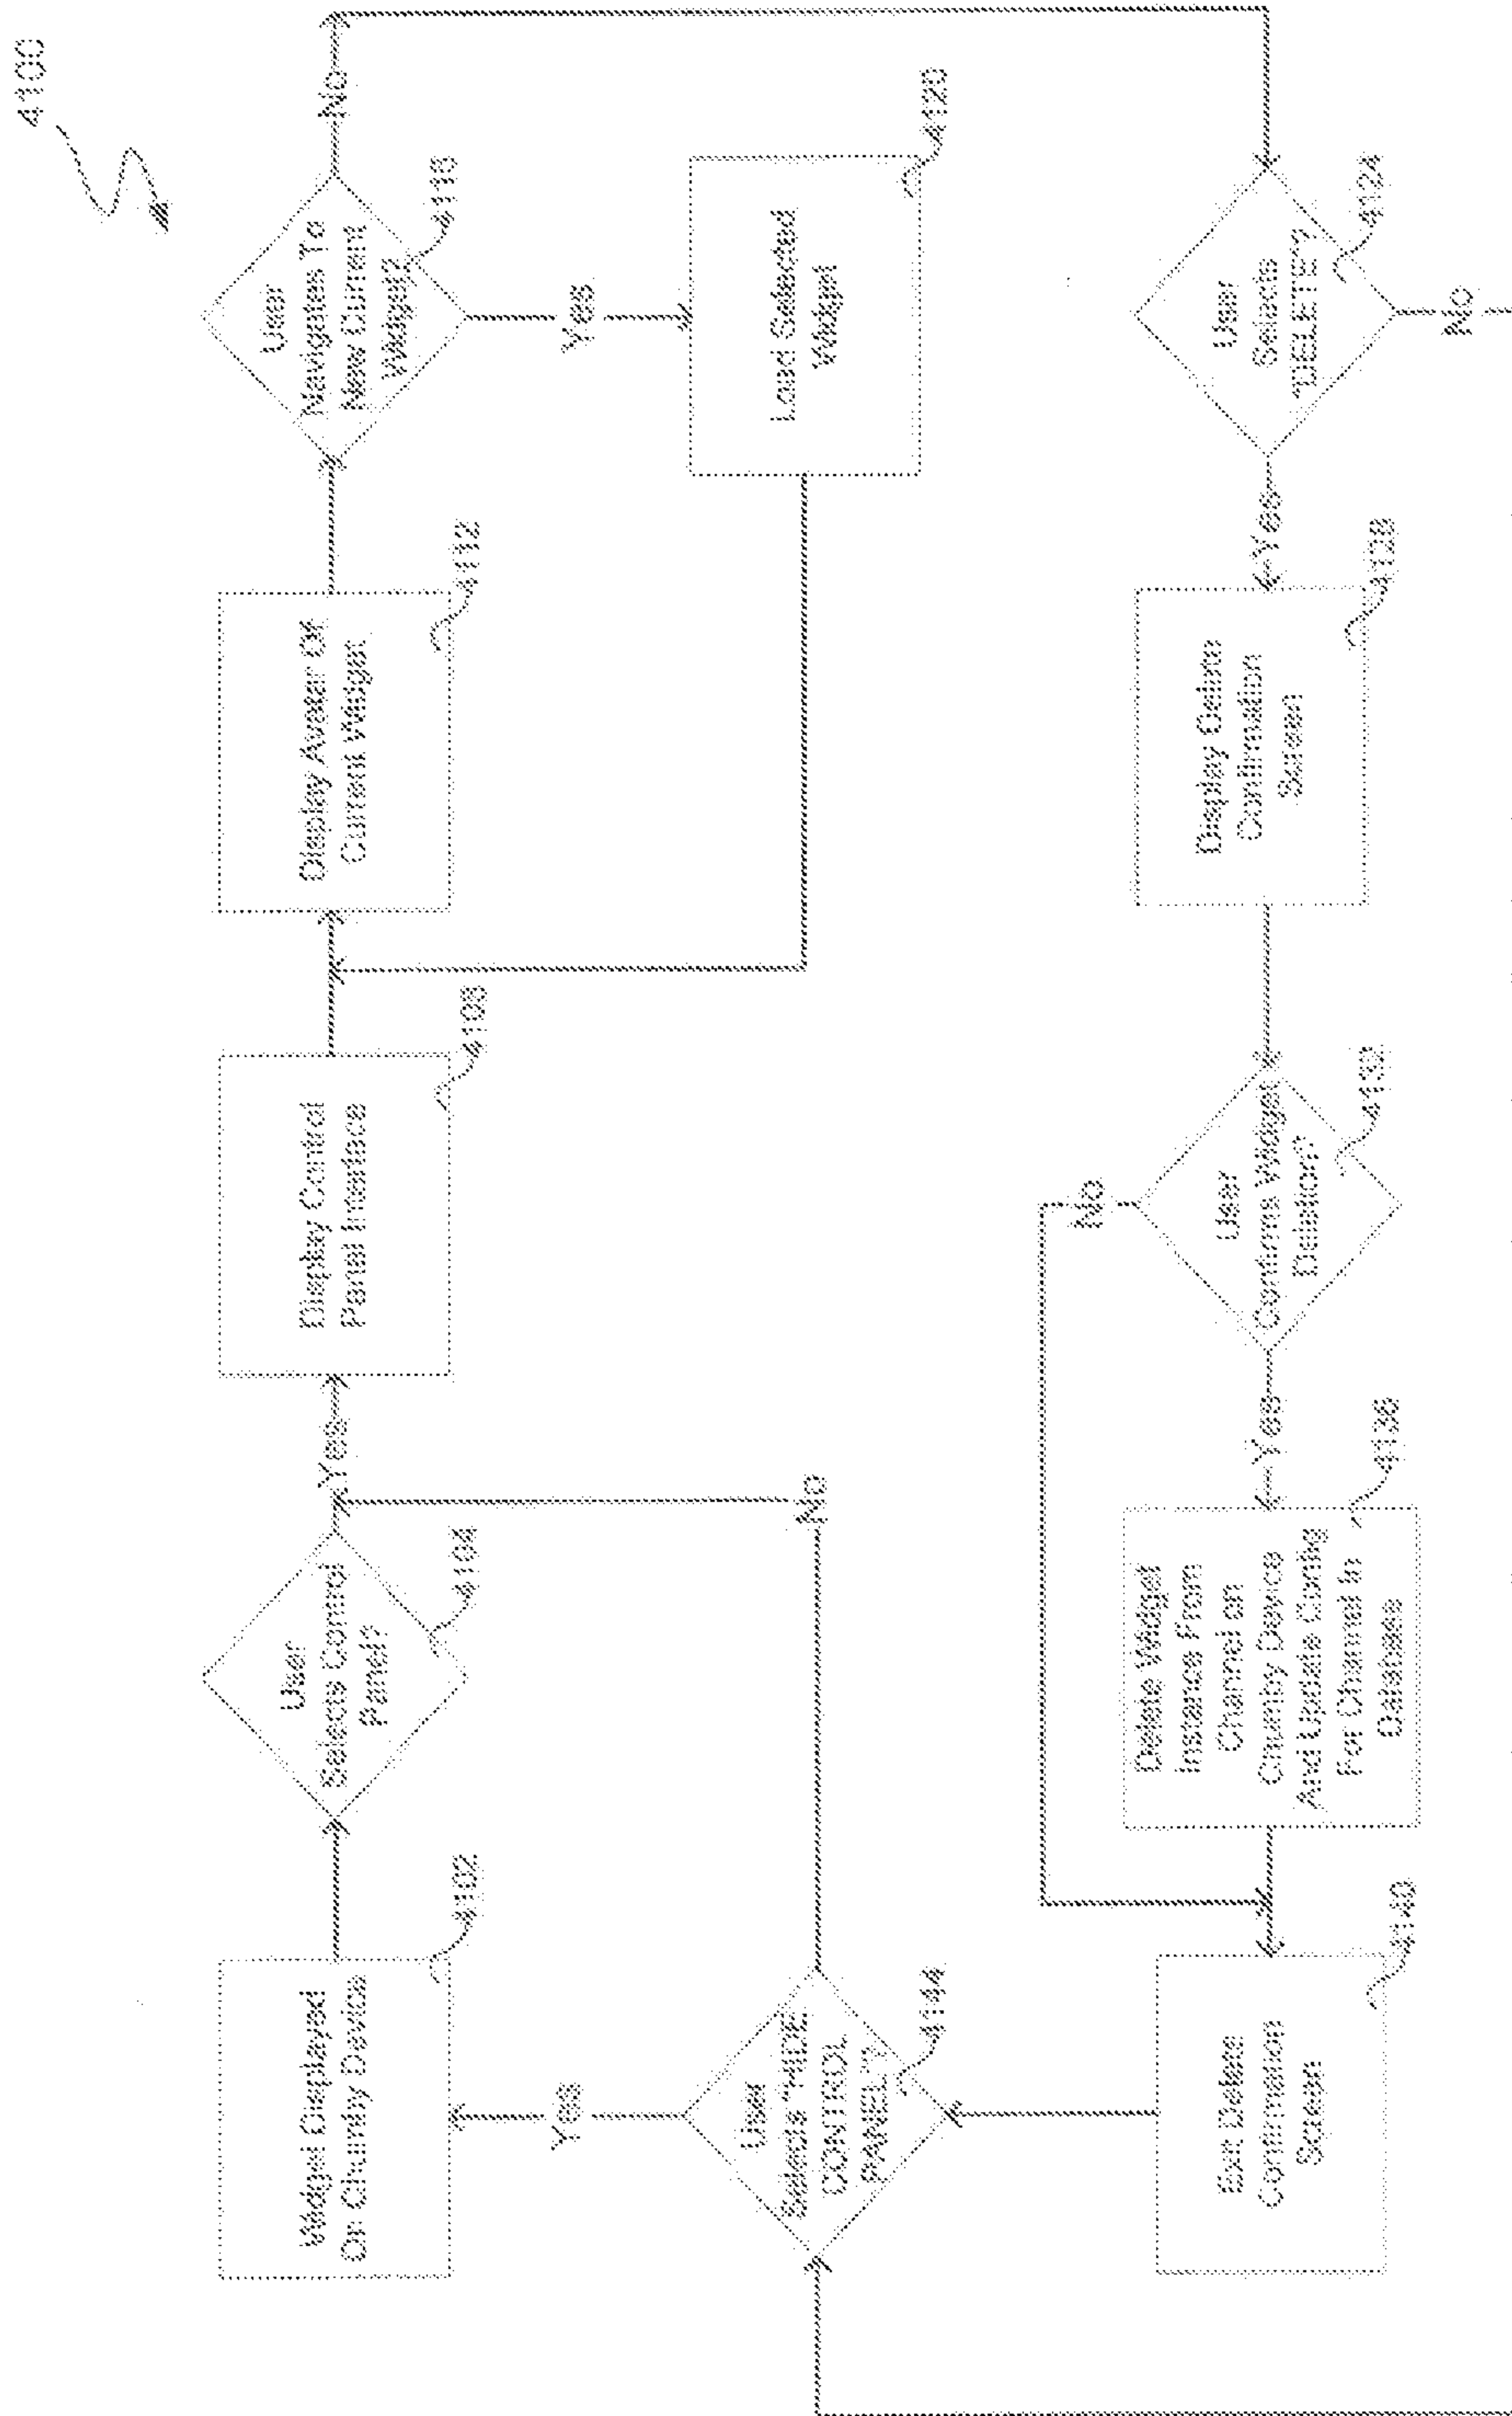 4100
Widget Displayed
On Chumby Device
4102
User
Selects Control
Panel?
4104
Yes
Display Control
Panel Interface
4108
Display Avatar Of
Current Widget
4112
User
Navigates To
New Current
Widget?
4116
No
Yes
Load Selected
Widget
4120
User
Selects "HIDE
CONTROL
PANEL"?
4144
Yes
No
Exit Delete
Confirmation
Screen
4140
Delete Widget
Instance From
Channel on
Chumby Device
And Update Config
For Channel In
Database
4136
Yes
User
Confirms Widget
Deletion?
4132
No
Display Delete
Confirmation
Screen
4128
Yes
User
Selects
"DELETE"?
4124
No